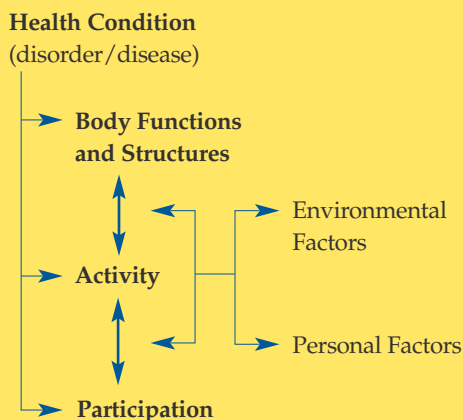 Health Condition
(disorder/disease)
Body Functions
and Structures
Environmental
Factors
Activity
Personal Factors
Participation